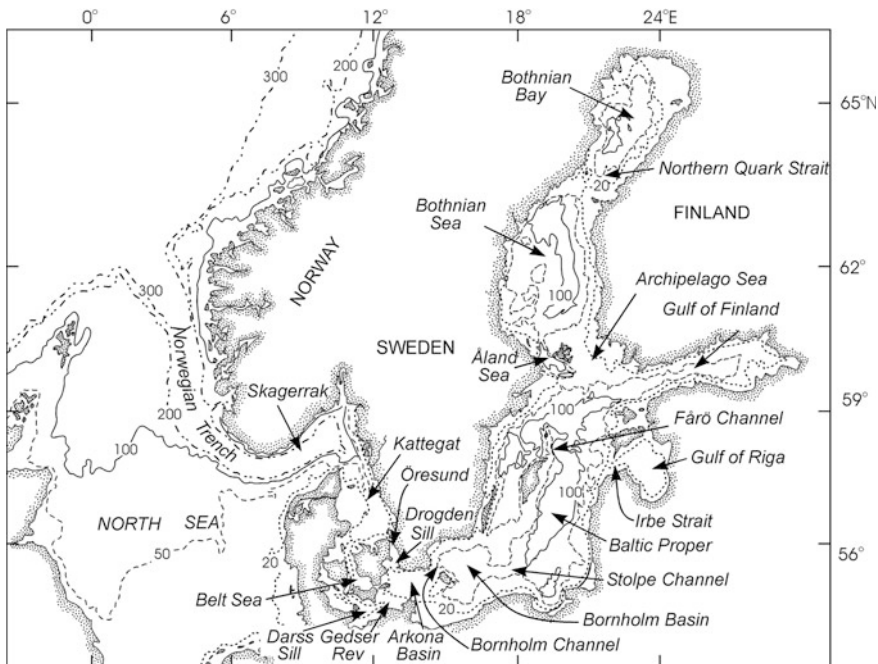 0° 6° 12° 18° 24°E
300
200
Bothnian
Bay
65°N
Northern Quark Strait
20
Bothnian
Sea
FINLAND
NORWAY
62°
300
Archipelago Sea
100
Gulf of Finland
Norwegian
Trench
SWEDEN
Åland
Sea
Skagerrak
200
100
59°
Fårö Channel
100
Kattegat
Gulf of Riga
Öresund
100
Drogden
Sill
NORTH SEA
Irbe Strait
50
20
Baltic Proper
56°
Stolpe Channel
Belt Sea
20
Bornholm Basin
Darss
Sill
Gedser
Rev
Arkona
Basin
Bornholm Channel